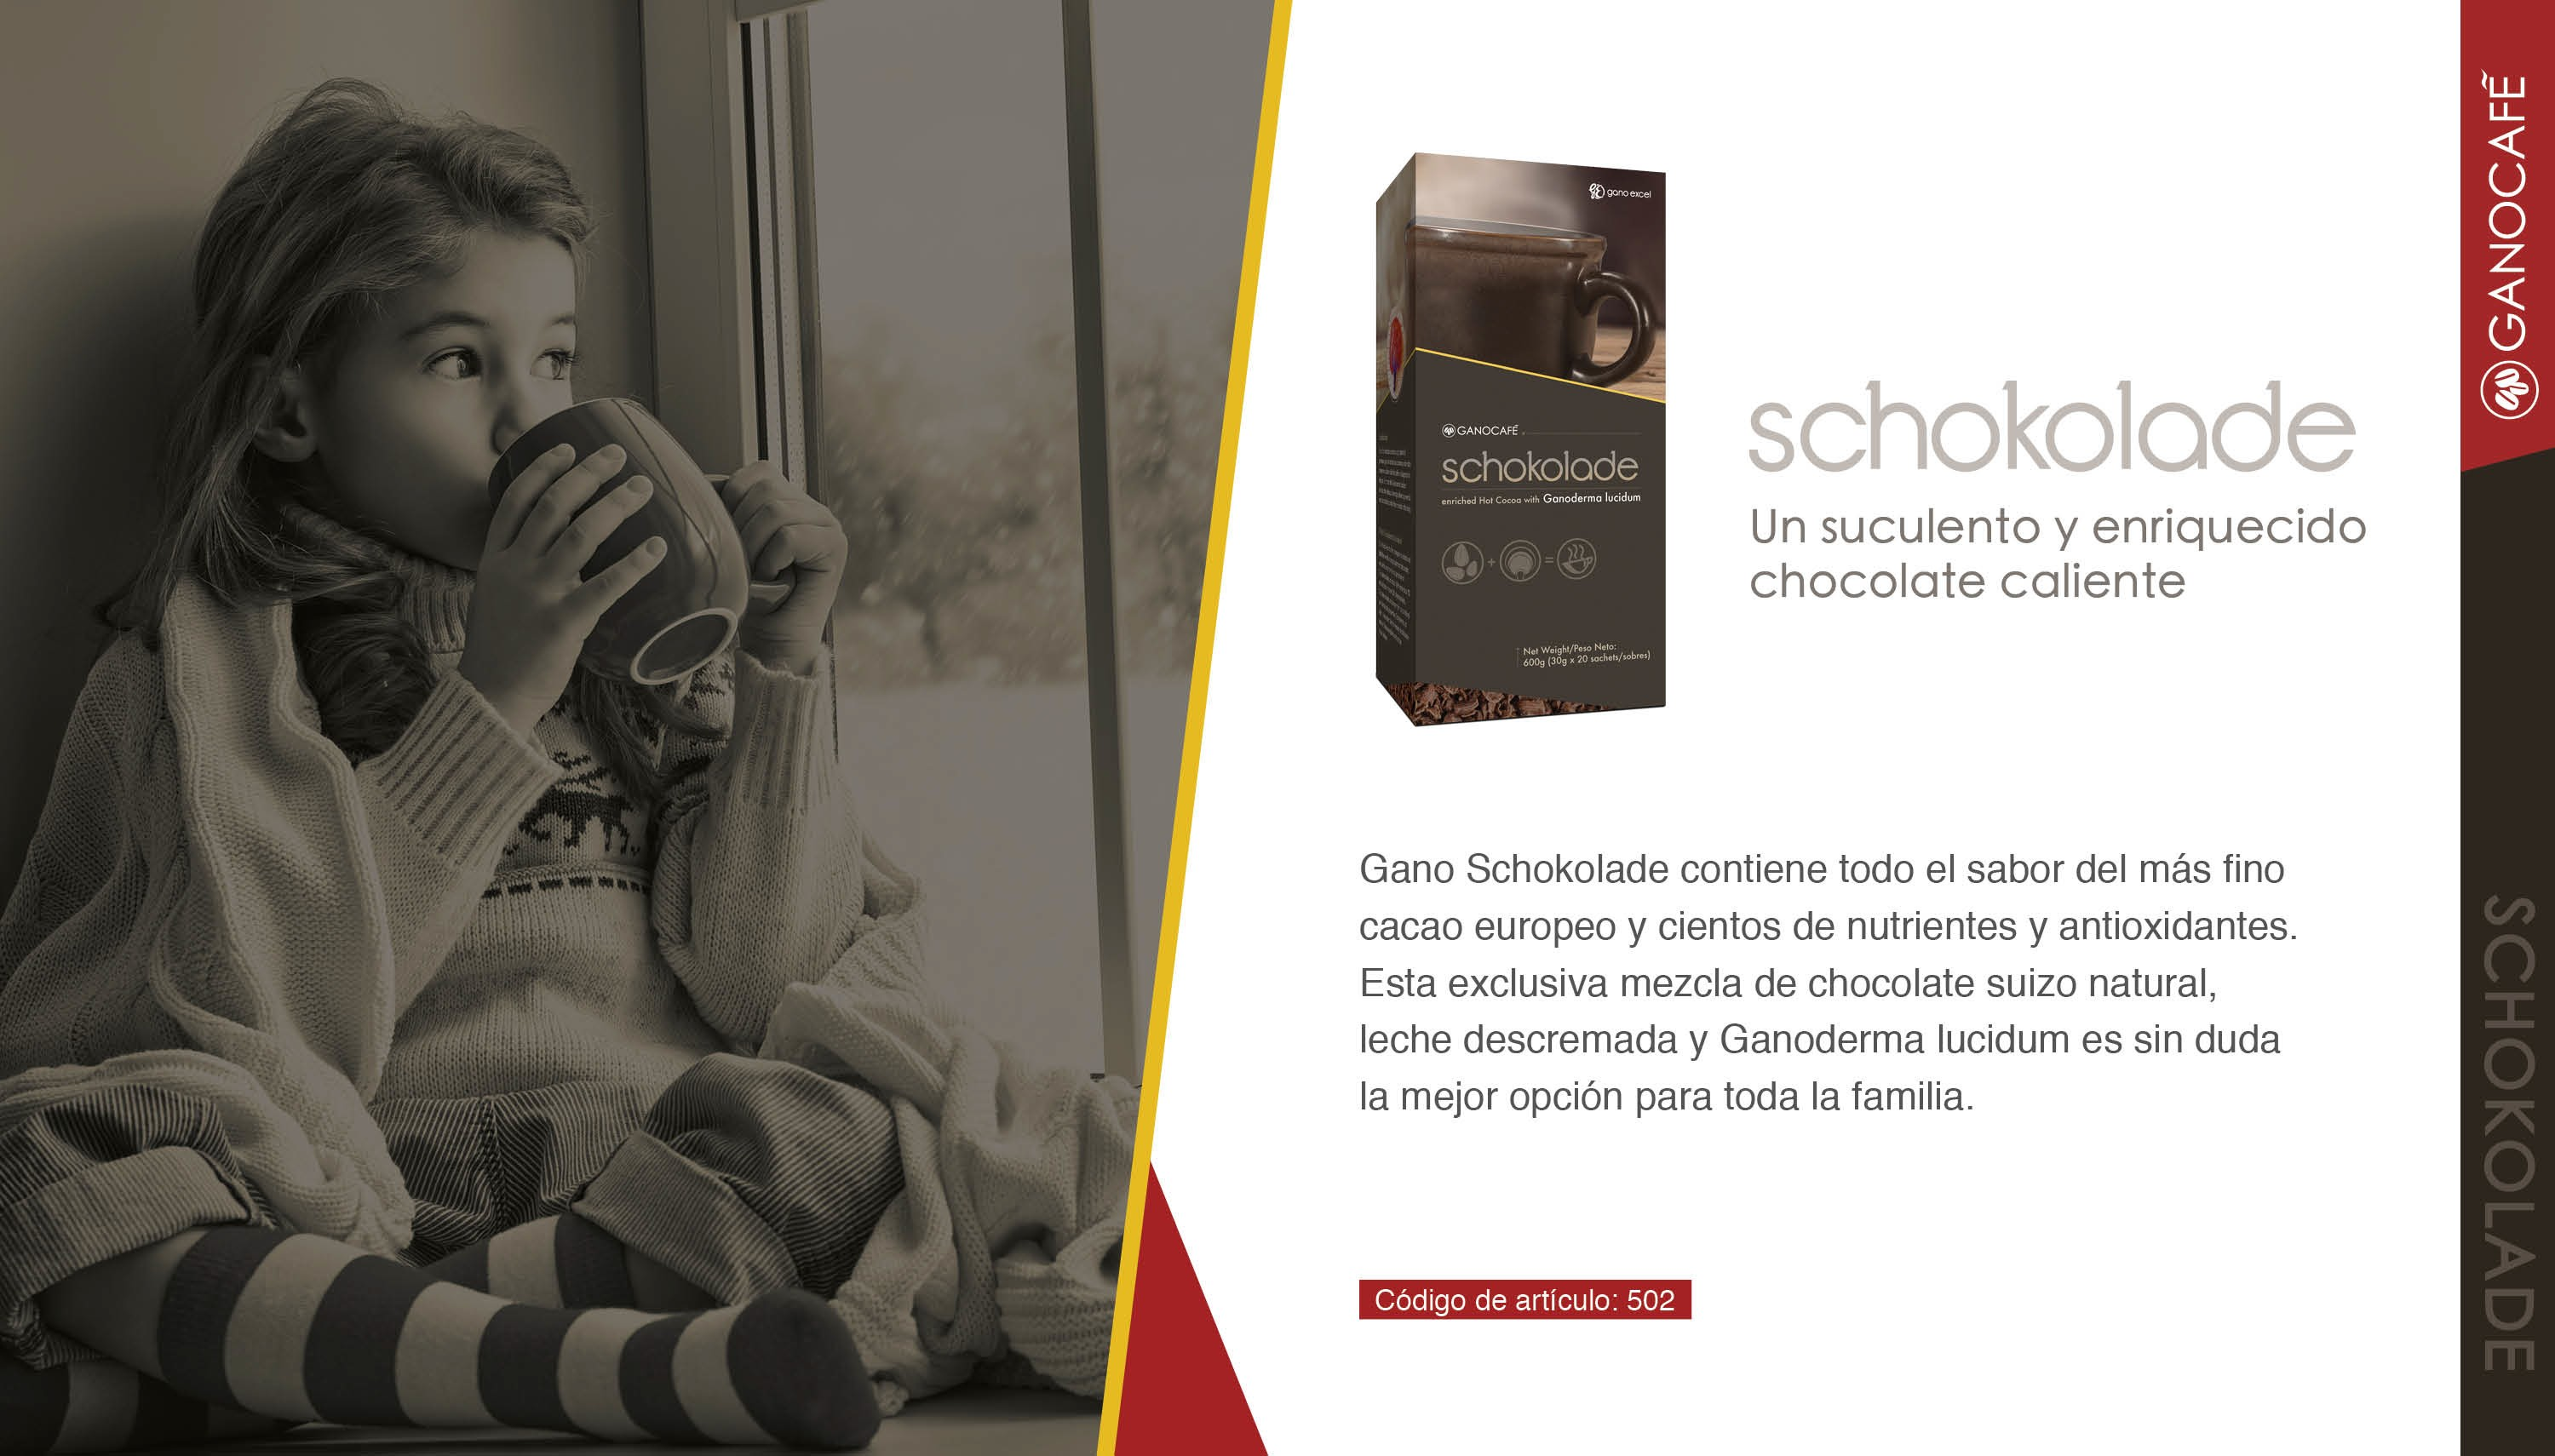 gano excel
GANOCAFÉ
schokolade
enriched Hot Cocoa with Ganoderma lucidum
+ =
Net Weight/Peso Neto:
600g (30g x 20 sachets/sobres)
schokolade
Un suculento y enriquecido
chocolate caliente
Gano Schokolade contiene todo el sabor del más fino
cacao europeo y cientos de nutrientes y antioxidantes.
Esta exclusiva mezcla de chocolate suizo natural,
leche descremada y Ganoderma lucidum es sin duda
la mejor opción para toda la familia.
Código de artículo: 502
GANOCAFÉ
SCHOKOLADE